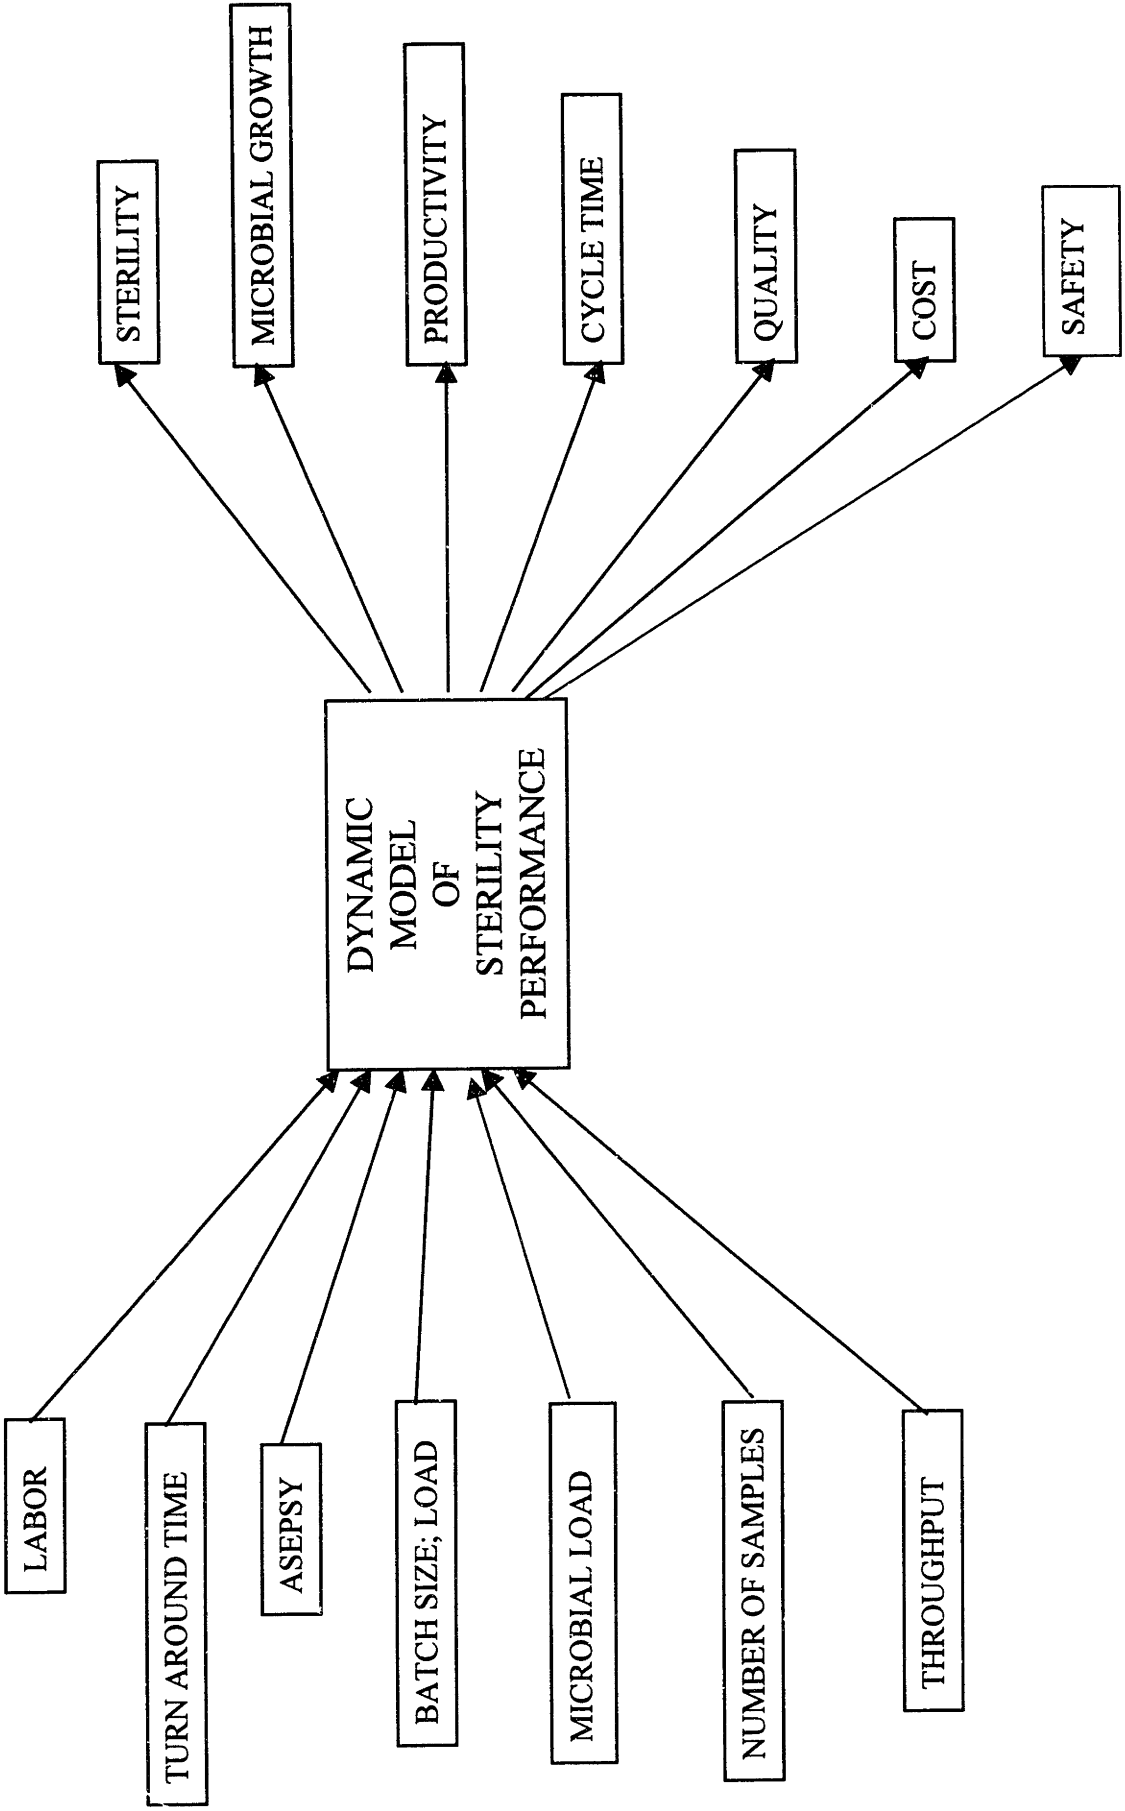 LABOR
TURN AROUND TIME
ASEPSY
BATCH SIZE; LOAD
MICROBIAL LOAD
NUMBER OF SAMPLES
THROUGHPUT
DYNAMIC
MODEL
OF
STERILITY
PERFORMANCE
STERILITY
MICROBIAL GROWTH
PRODUCTIVITY
CYCLE TIME
QUALITY
COST
SAFETY